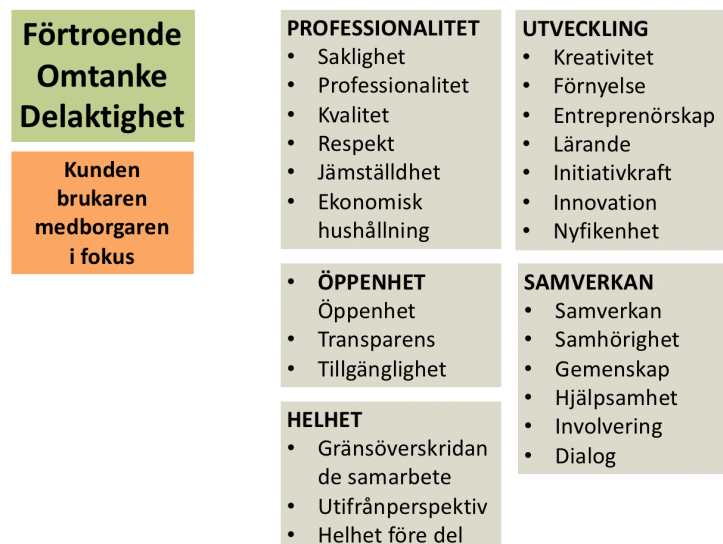 Förtroende
Omtanke
Delaktighet
Kunden
brukaren
medborgaren
i fokus
PROFESSIONALITET
• Saklighet
• Professionalitet
• Kvalitet
• Respekt
• Jämställdhet
• Ekonomisk
hushållning
UTVECKLING
• Kreativitet
• Förnyelse
• Entreprenörskap
• Lärande
• Initiativkraft
• Innovation
• Nyfikenhet
• ÖPPENHET
Öppenhet
• Transparens
• Tillgänglighet
SAMVERKAN
• Samverkan
• Samhörighet
• Gemenskap
• Hjälpsamhet
• Involvering
• Dialog
HELHET
• Gränsöverskridan
de samarbete
• Utifrånperspektiv
• Helhet före del